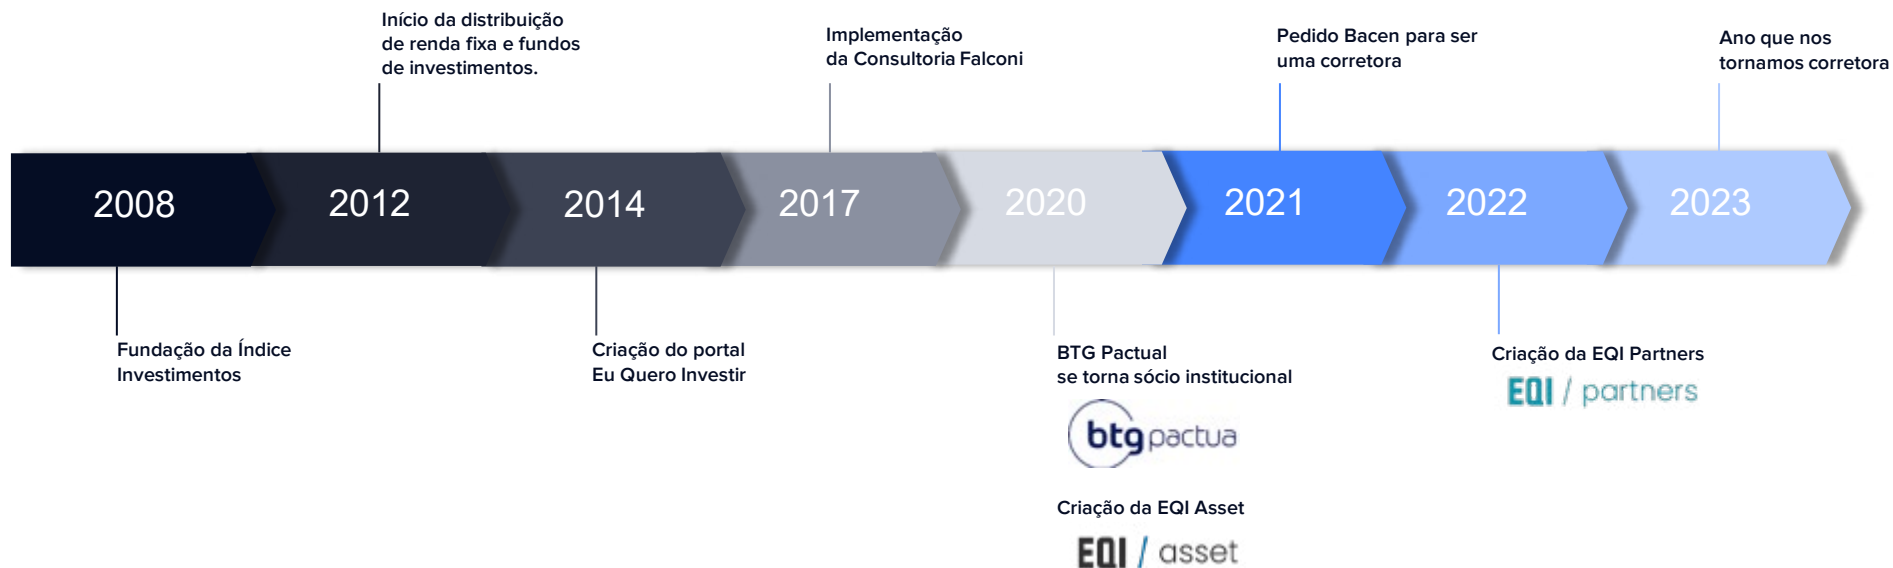 Início da distribuição
de renda fixa e fundos
de investimentos.
Implementação
da Consultoria Falconi
Pedido Bacen para ser
uma corretora
Ano que nos
tornamos corretora
2008
2012
2014
2017
2020
2021
2022
2023
Fundação da Índice
Investimentos
Criação do portal
Eu Quero Investir
BTG Pactual
se torna sócio institucional
btg pactua
Criação da EQI Asset
EQI / asset
Criação da EQI Partners
EQI / partners